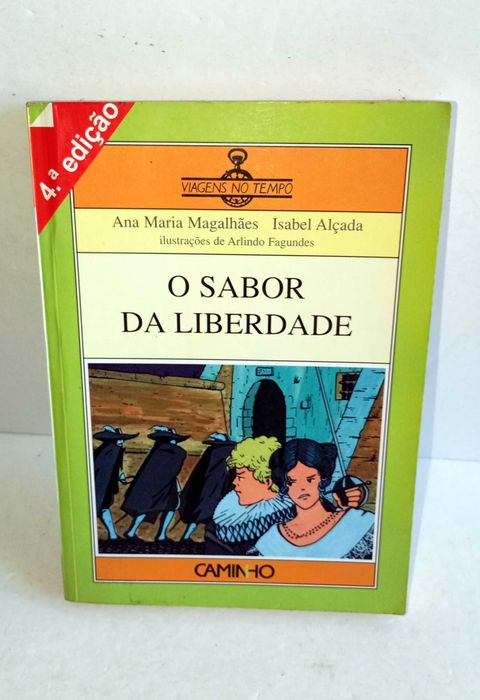 4.ª edição
VIAGENS NO TEMPO
Ana Maria Magalhães Isabel Alçada
ilustrações de Arlindo Fagundes
O SABOR
DA LIBERDADE
CAMINHO